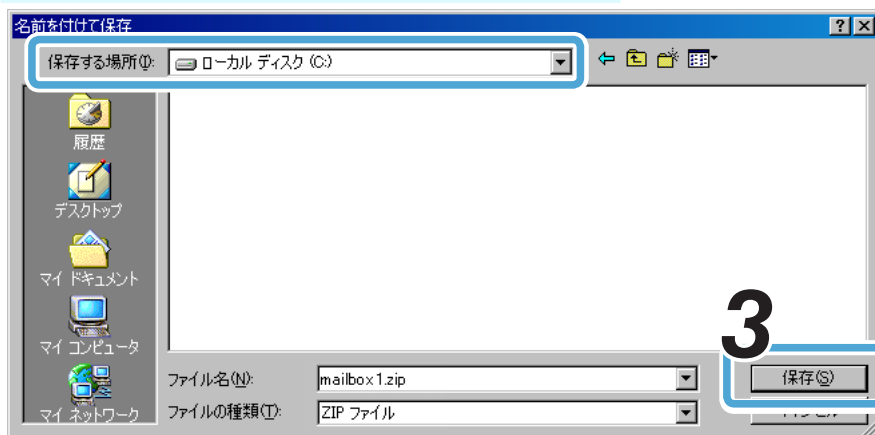 名前を付けて保存
保存する場所(I):
ローカル ディスク (C:)
履歴
デスクトップ
マイ ドキュメント
マイ コンピュータ
マイ ネットワーク
ファイル名(N):
mailbox1.zip
ファイルの種類(T):
ZIP ファイル
3
保存(S)